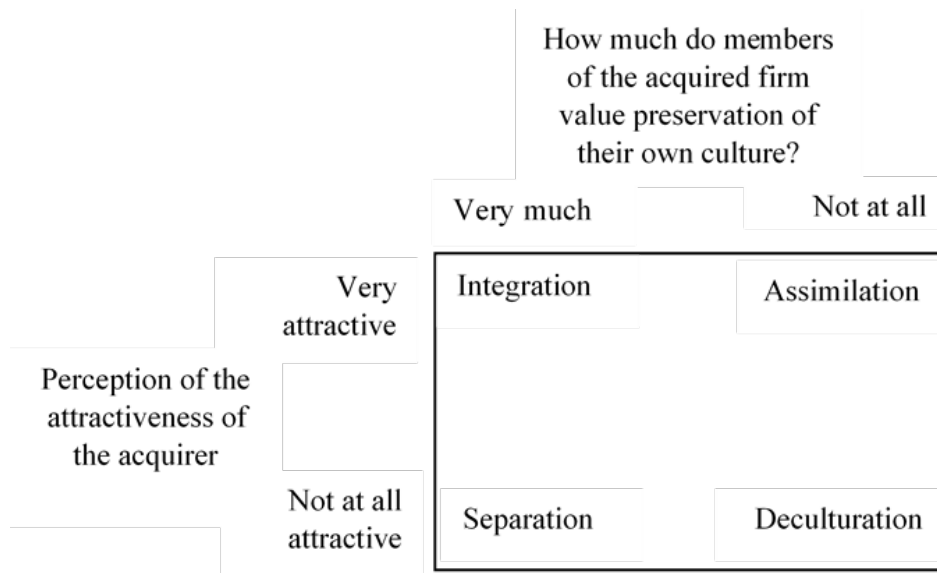 How much do members
of the acquired firm
value preservation of
their own culture?
Very much
Not at all
Very
attractive
Integration
Assimilation
Perception of the
attractiveness of
the acquirer
Not at all
attractive
Separation
Deculturation